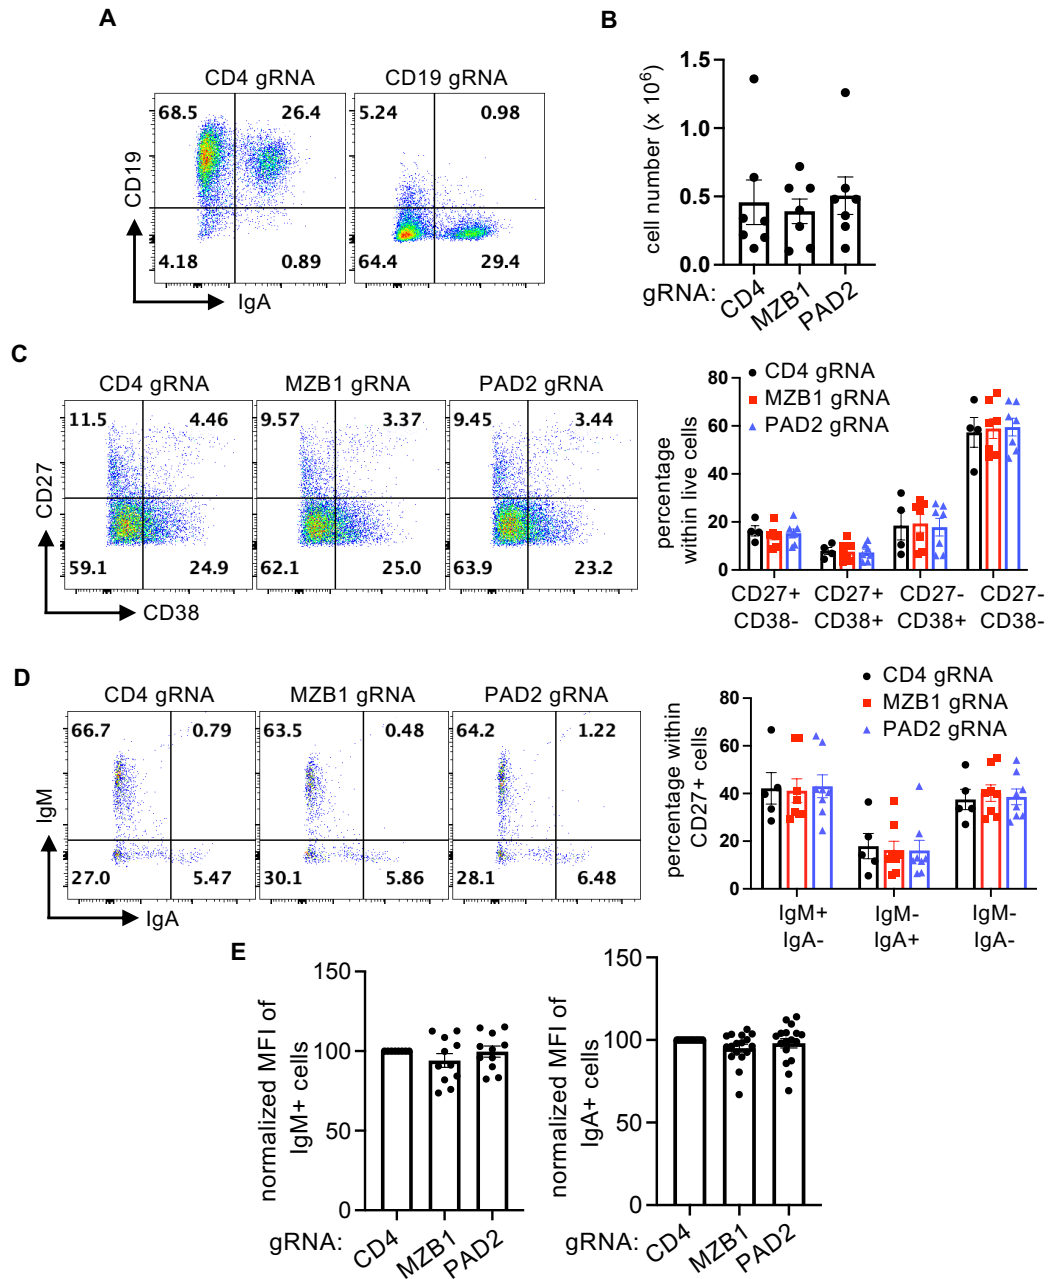 A
CD4 gRNA
CD19 gRNA
68.5
26.4
5.24
0.98
CD19
4.18
0.89
64.4
29.4
IgA
B
1.5
1.0
0.5
0.0
cell number (x 10⁶)
gRNA:
CD4
MZB1
PAD2
C
CD4 gRNA
MZB1 gRNA
PAD2 gRNA
11.5
4.46
9.57
3.37
9.45
3.44
CD27
59.1
24.9
62.1
25.0
63.9
23.2
CD38
CD4 gRNA
MZB1 gRNA
PAD2 gRNA
80
60
40
20
0
percentage
within live cells
CD27+
CD38-
CD27+
CD38+
CD27-
CD38+
CD27-
CD38-
D
CD4 gRNA
MZB1 gRNA
PAD2 gRNA
66.7
0.79
63.5
0.48
64.2
1.22
IgM
27.0
5.47
30.1
5.86
28.1
6.48
IgA
CD4 gRNA
MZB1 gRNA
PAD2 gRNA
80
60
40
20
0
percentage within
CD27+ cells
IgM+
IgA-
IgM-
IgA+
IgM-
IgA-
E
150
100
50
0
normalized MFI of
IgM+ cells
gRNA:
CD4
MZB1
PAD2
150
100
50
0
normalized MFI of
IgA+ cells
gRNA:
CD4
MZB1
PAD2